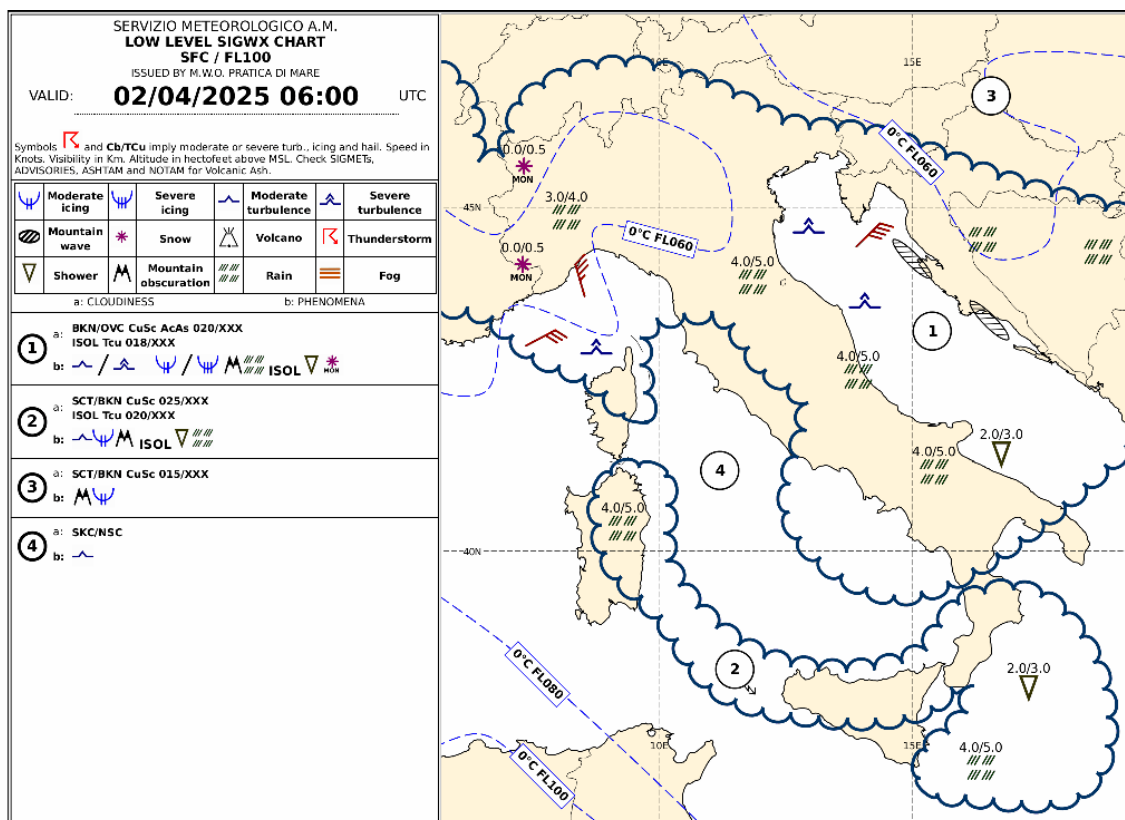 SERVIZIO METEOROLOGICO A.M.
LOW LEVEL SIGWX CHART
SFC / FL100
ISSUED BY M.W.O. PRATICA DI MARE
VALID: 02/04/2025 06:00 UTC
Symbols and Cb/TCu imply moderate or severe turb., icing and hail. Speed in
Knots. Visibility in Km. Altitude in hectofeet above MSL. Check SIGMETs,
ADVISORIES, ASHTAM and NOTAM for Volcanic Ash.
Moderate icing
Severe icing
Moderate turbulence
Severe turbulence
Mountain wave
Snow
Volcano
Thunderstorm
Shower
Mountain obscuration
Rain
Fog
a: CLOUDINESS
b: PHENOMENA
1
a: BKN/OVC CuSc AcAs 020/XXX
ISOL Tcu 018/XXX
b: / / ISOL MON
2
a: SCT/BKN CuSc 025/XXX
ISOL Tcu 020/XXX
b: ISOL
3
a: SCT/BKN CuSc 015/XXX
b:
4
a: SKC/NSC
b:
10E
15E
3
0°C FL060
0.0/0.5
MON
3.0/4.0
45N
0°C FL060
0.0/0.5
MON
4.0/5.0
G
1
4.0/5.0
2.0/3.0
4.0/5.0
4
4.0/5.0
40N
0°C FL080
2
2.0/3.0
10E
15E
4.0/5.0
0°C FL100